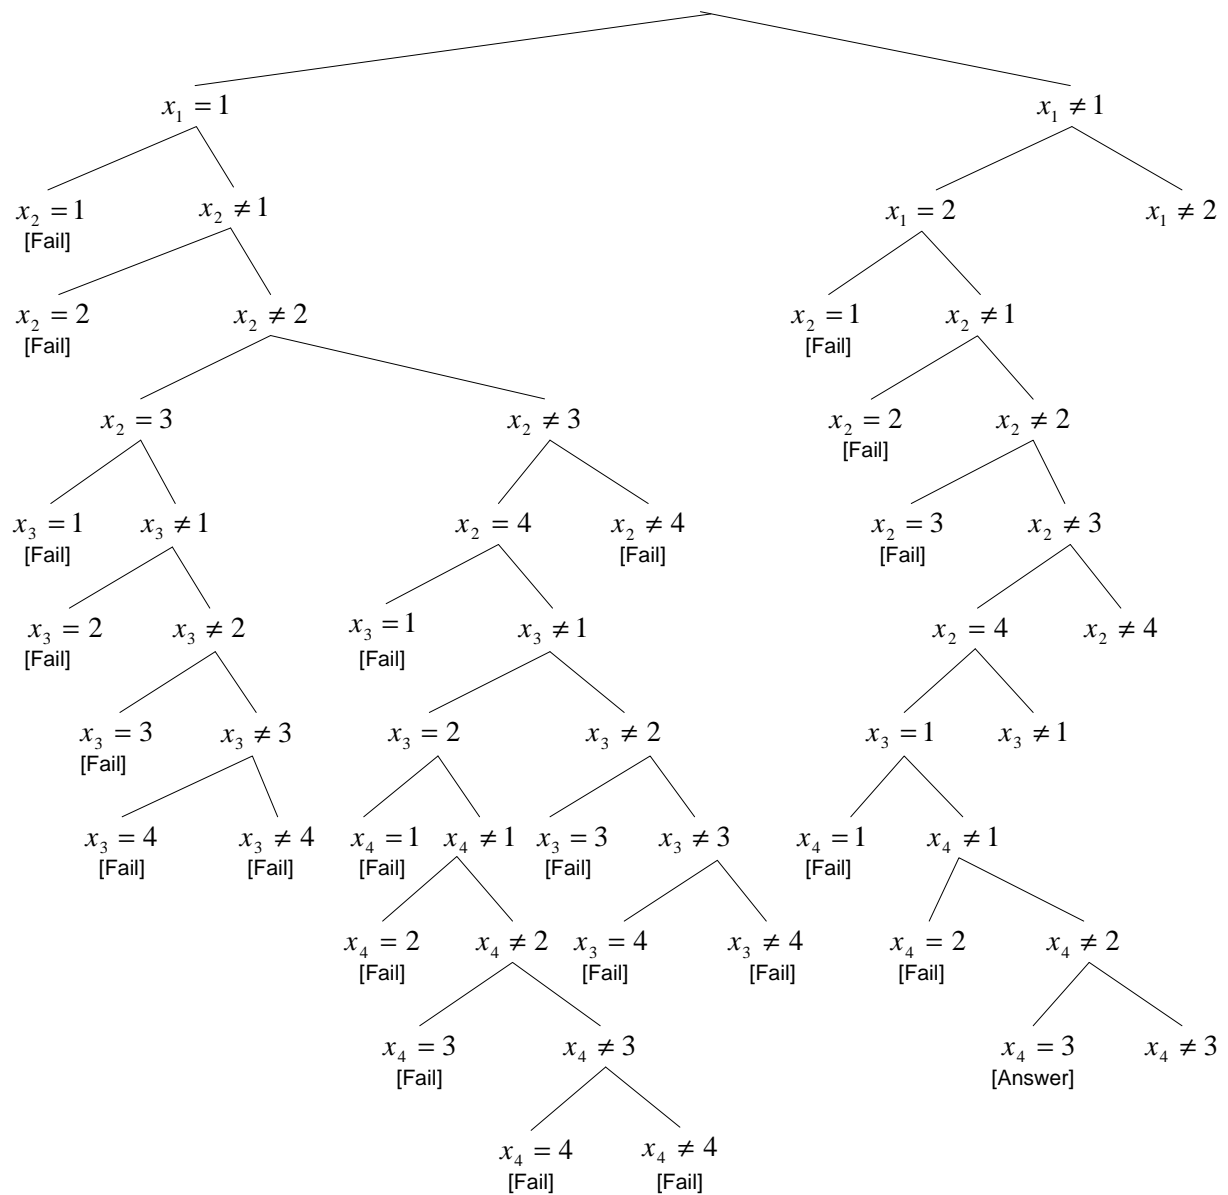 x₁ = 1 x₁ ≠ 1
x₂ = 1 x₂ ≠ 1 x₁ = 2 x₁ ≠ 2
[Fail]
x₂ = 2 x₂ ≠ 2 x₂ = 1 x₂ ≠ 1
[Fail] [Fail]
x₂ = 3 x₂ ≠ 3 x₂ = 2 x₂ ≠ 2
[Fail]
x₃ = 1 x₃ ≠ 1 x₂ = 4 x₂ ≠ 4 x₂ = 3 x₂ ≠ 3
[Fail] [Fail] [Fail]
x₃ = 2 x₃ ≠ 2 x₃ = 1 x₃ ≠ 1 x₂ = 4 x₂ ≠ 4
[Fail] [Fail]
x₃ = 3 x₃ ≠ 3 x₃ = 2 x₃ ≠ 2 x₃ = 1 x₃ ≠ 1
[Fail]
x₃ = 4 x₃ ≠ 4 x₄ = 1 x₄ ≠ 1 x₃ = 3 x₃ ≠ 3 x₄ = 1 x₄ ≠ 1
[Fail] [Fail] [Fail] [Fail] [Fail]
x₄ = 2 x₄ ≠ 2 x₃ = 4 x₃ ≠ 4 x₄ = 2 x₄ ≠ 2
[Fail] [Fail] [Fail] [Fail]
x₄ = 3 x₄ ≠ 3 x₄ = 3 x₄ ≠ 3
[Fail] [Answer]
x₄ = 4 x₄ ≠ 4
[Fail] [Fail]